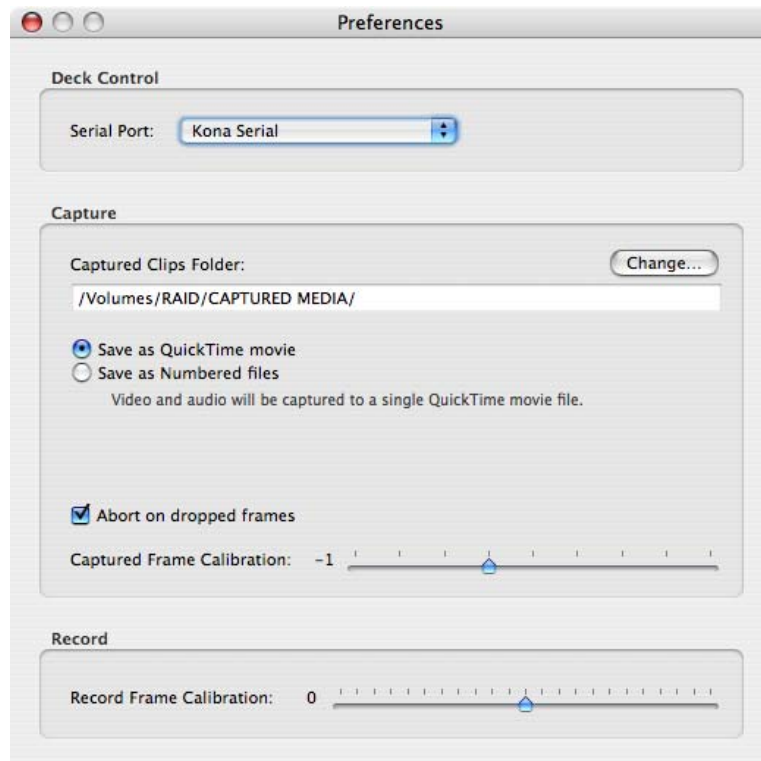 Preferences
Deck Control
Serial Port: Kona Serial
Capture
Captured Clips Folder: Change...
/Volumes/RAID/CAPTURED MEDIA/
Save as QuickTime movie
Save as Numbered files
Video and audio will be captured to a single QuickTime movie file.
Abort on dropped frames
Captured Frame Calibration: -1
Record
Record Frame Calibration: 0